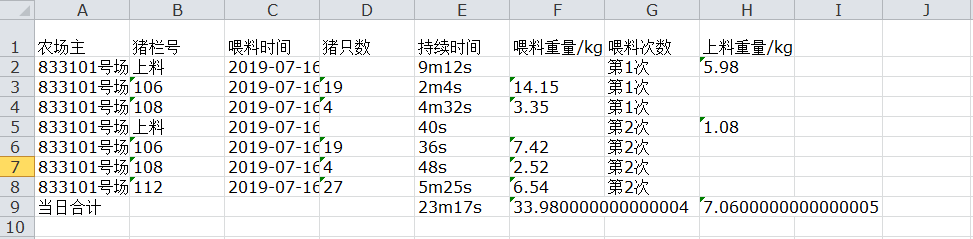 A B C D E F G H I J
1 农场主 猪栏号 喂料时间 猪只数 持续时间 喂料重量/kg 喂料次数 上料重量/kg
2 833101号场 上料 2019-07-16 9m12s 第1次 5.98
3 833101号场 106 2019-07-16 19 2m4s 14.15 第1次
4 833101号场 108 2019-07-16 4 4m32s 3.35 第1次
5 833101号场 上料 2019-07-16 40s 第2次 1.08
6 833101号场 106 2019-07-16 19 36s 7.42 第2次
7 833101号场 108 2019-07-16 4 48s 2.52 第2次
8 833101号场 112 2019-07-16 27 5m25s 6.54 第2次
9 当日合计 23m17s 33.980000000000004 7.0600000000000005
10